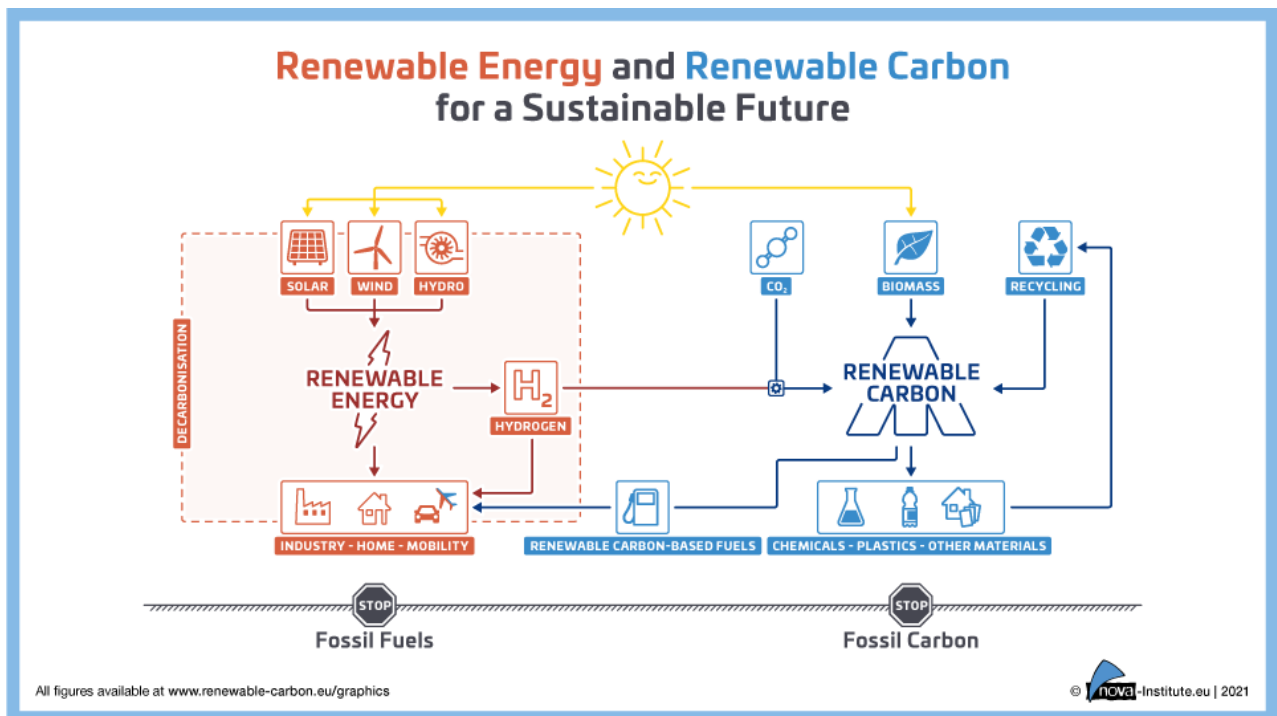 Renewable Energy and Renewable Carbon
for a Sustainable Future
SOLAR
WIND
HYDRO
CO₂
BIOMASS
RECYCLING
DECARBONISATION
RENEWABLE
ENERGY
H₂
HYDROGEN
RENEWABLE
CARBON
INDUSTRY – HOME – MOBILITY
RENEWABLE CARBON-BASED FUELS
CHEMICALS – PLASTICS – OTHER MATERIALS
STOP
Fossil Fuels
STOP
Fossil Carbon
All figures available at www.renewable-carbon.eu/graphics
© nova-Institute.eu | 2021